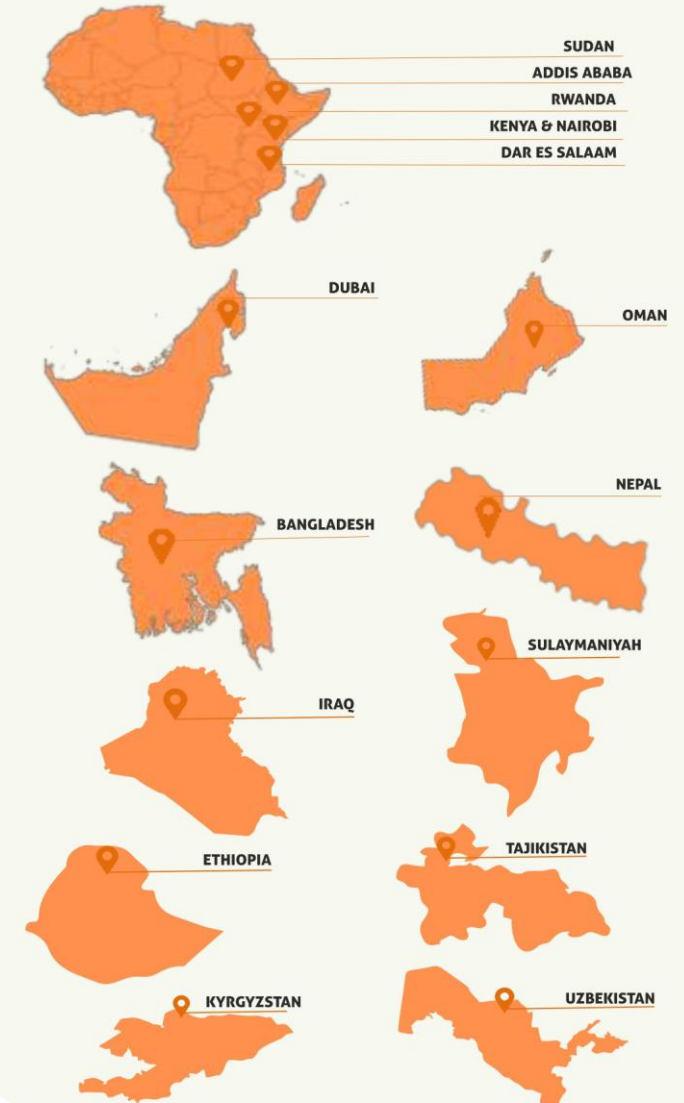 SUDAN
ADDIS ABABA
RWANDA
KENYA & NAIROBI
DAR ES SALAAM
DUBAI
OMAN
NEPAL
BANGLADESH
SULAYMANIYAH
IRAQ
TAJIKISTAN
ETHIOPIA
UZBEKISTAN
KYRGYZSTAN